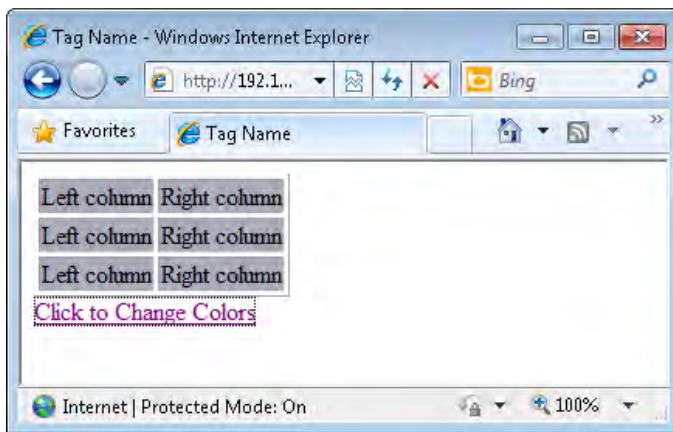 Tag Name - Windows Internet Explorer
http://192.1...
Bing
Favorites
Tag Name
Left column Right column
Left column Right column
Left column Right column
Click to Change Colors
Internet | Protected Mode: On
100%